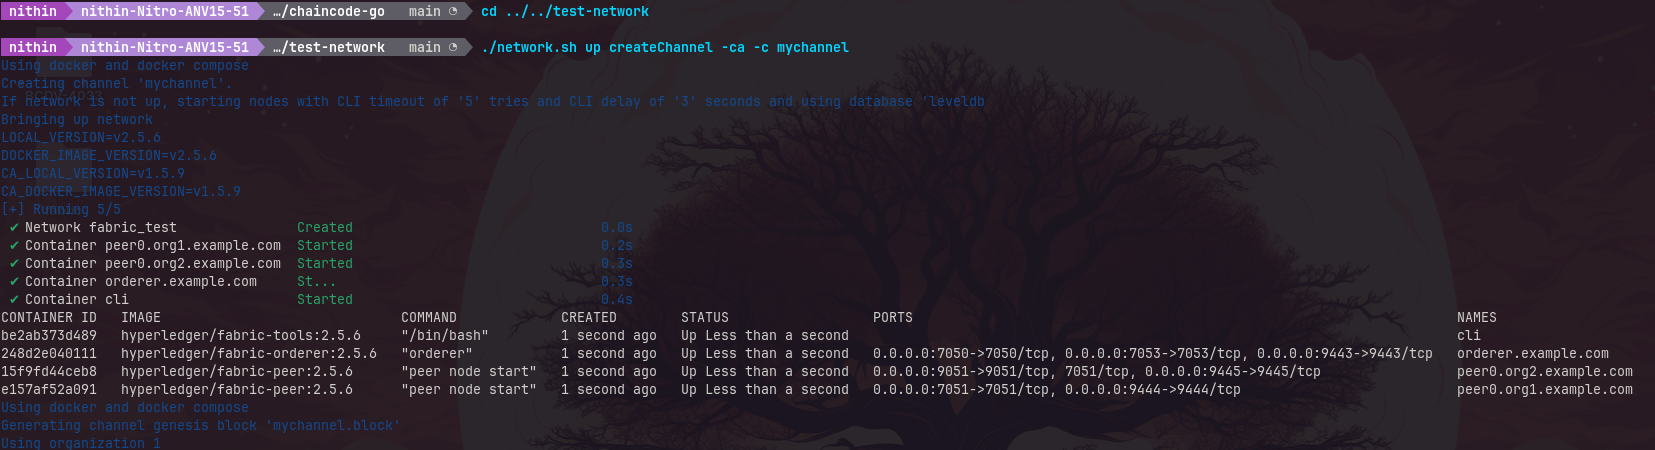 nithin nithin-Nitro-ANV15-51 …/chaincode-go main cd ../../test-network
nithin nithin-Nitro-ANV15-51 …/test-network main ./network.sh up createChannel -ca -c mychannel
Using docker and docker compose
Creating channel 'mychannel'.
If network is not up, starting nodes with CLI timeout of '5' tries and CLI delay of '3' seconds and using database 'leveldb
Bringing up network
LOCAL_VERSION=v2.5.6
DOCKER_IMAGE_VERSION=v2.5.6
CA_LOCAL_VERSION=v1.5.9
CA_DOCKER_IMAGE_VERSION=v1.5.9
[+] Running 5/5
✔ Network fabric_test Created 0.0s
✔ Container peer0.org1.example.com Started 0.2s
✔ Container peer0.org2.example.com Started 0.3s
✔ Container orderer.example.com St... 0.3s
✔ Container cli Started 0.4s
CONTAINER ID IMAGE COMMAND CREATED STATUS PORTS NAMES
be2ab373d489 hyperledger/fabric-tools:2.5.6 "/bin/bash" 1 second ago Up Less than a second cli
248d2e040111 hyperledger/fabric-orderer:2.5.6 "orderer" 1 second ago Up Less than a second 0.0.0.0:7050->7050/tcp, 0.0.0.0:7053->7053/tcp, 0.0.0.0:9443->9443/tcp orderer.example.com
15f9fd44ceb8 hyperledger/fabric-peer:2.5.6 "peer node start" 1 second ago Up Less than a second 0.0.0.0:9051->9051/tcp, 7051/tcp, 0.0.0.0:9445->9445/tcp peer0.org2.example.com
e157af52a091 hyperledger/fabric-peer:2.5.6 "peer node start" 1 second ago Up Less than a second 0.0.0.0:7051->7051/tcp, 0.0.0.0:9444->9444/tcp peer0.org1.example.com
Using docker and docker compose
Generating channel genesis block 'mychannel.block'
Using organization 1